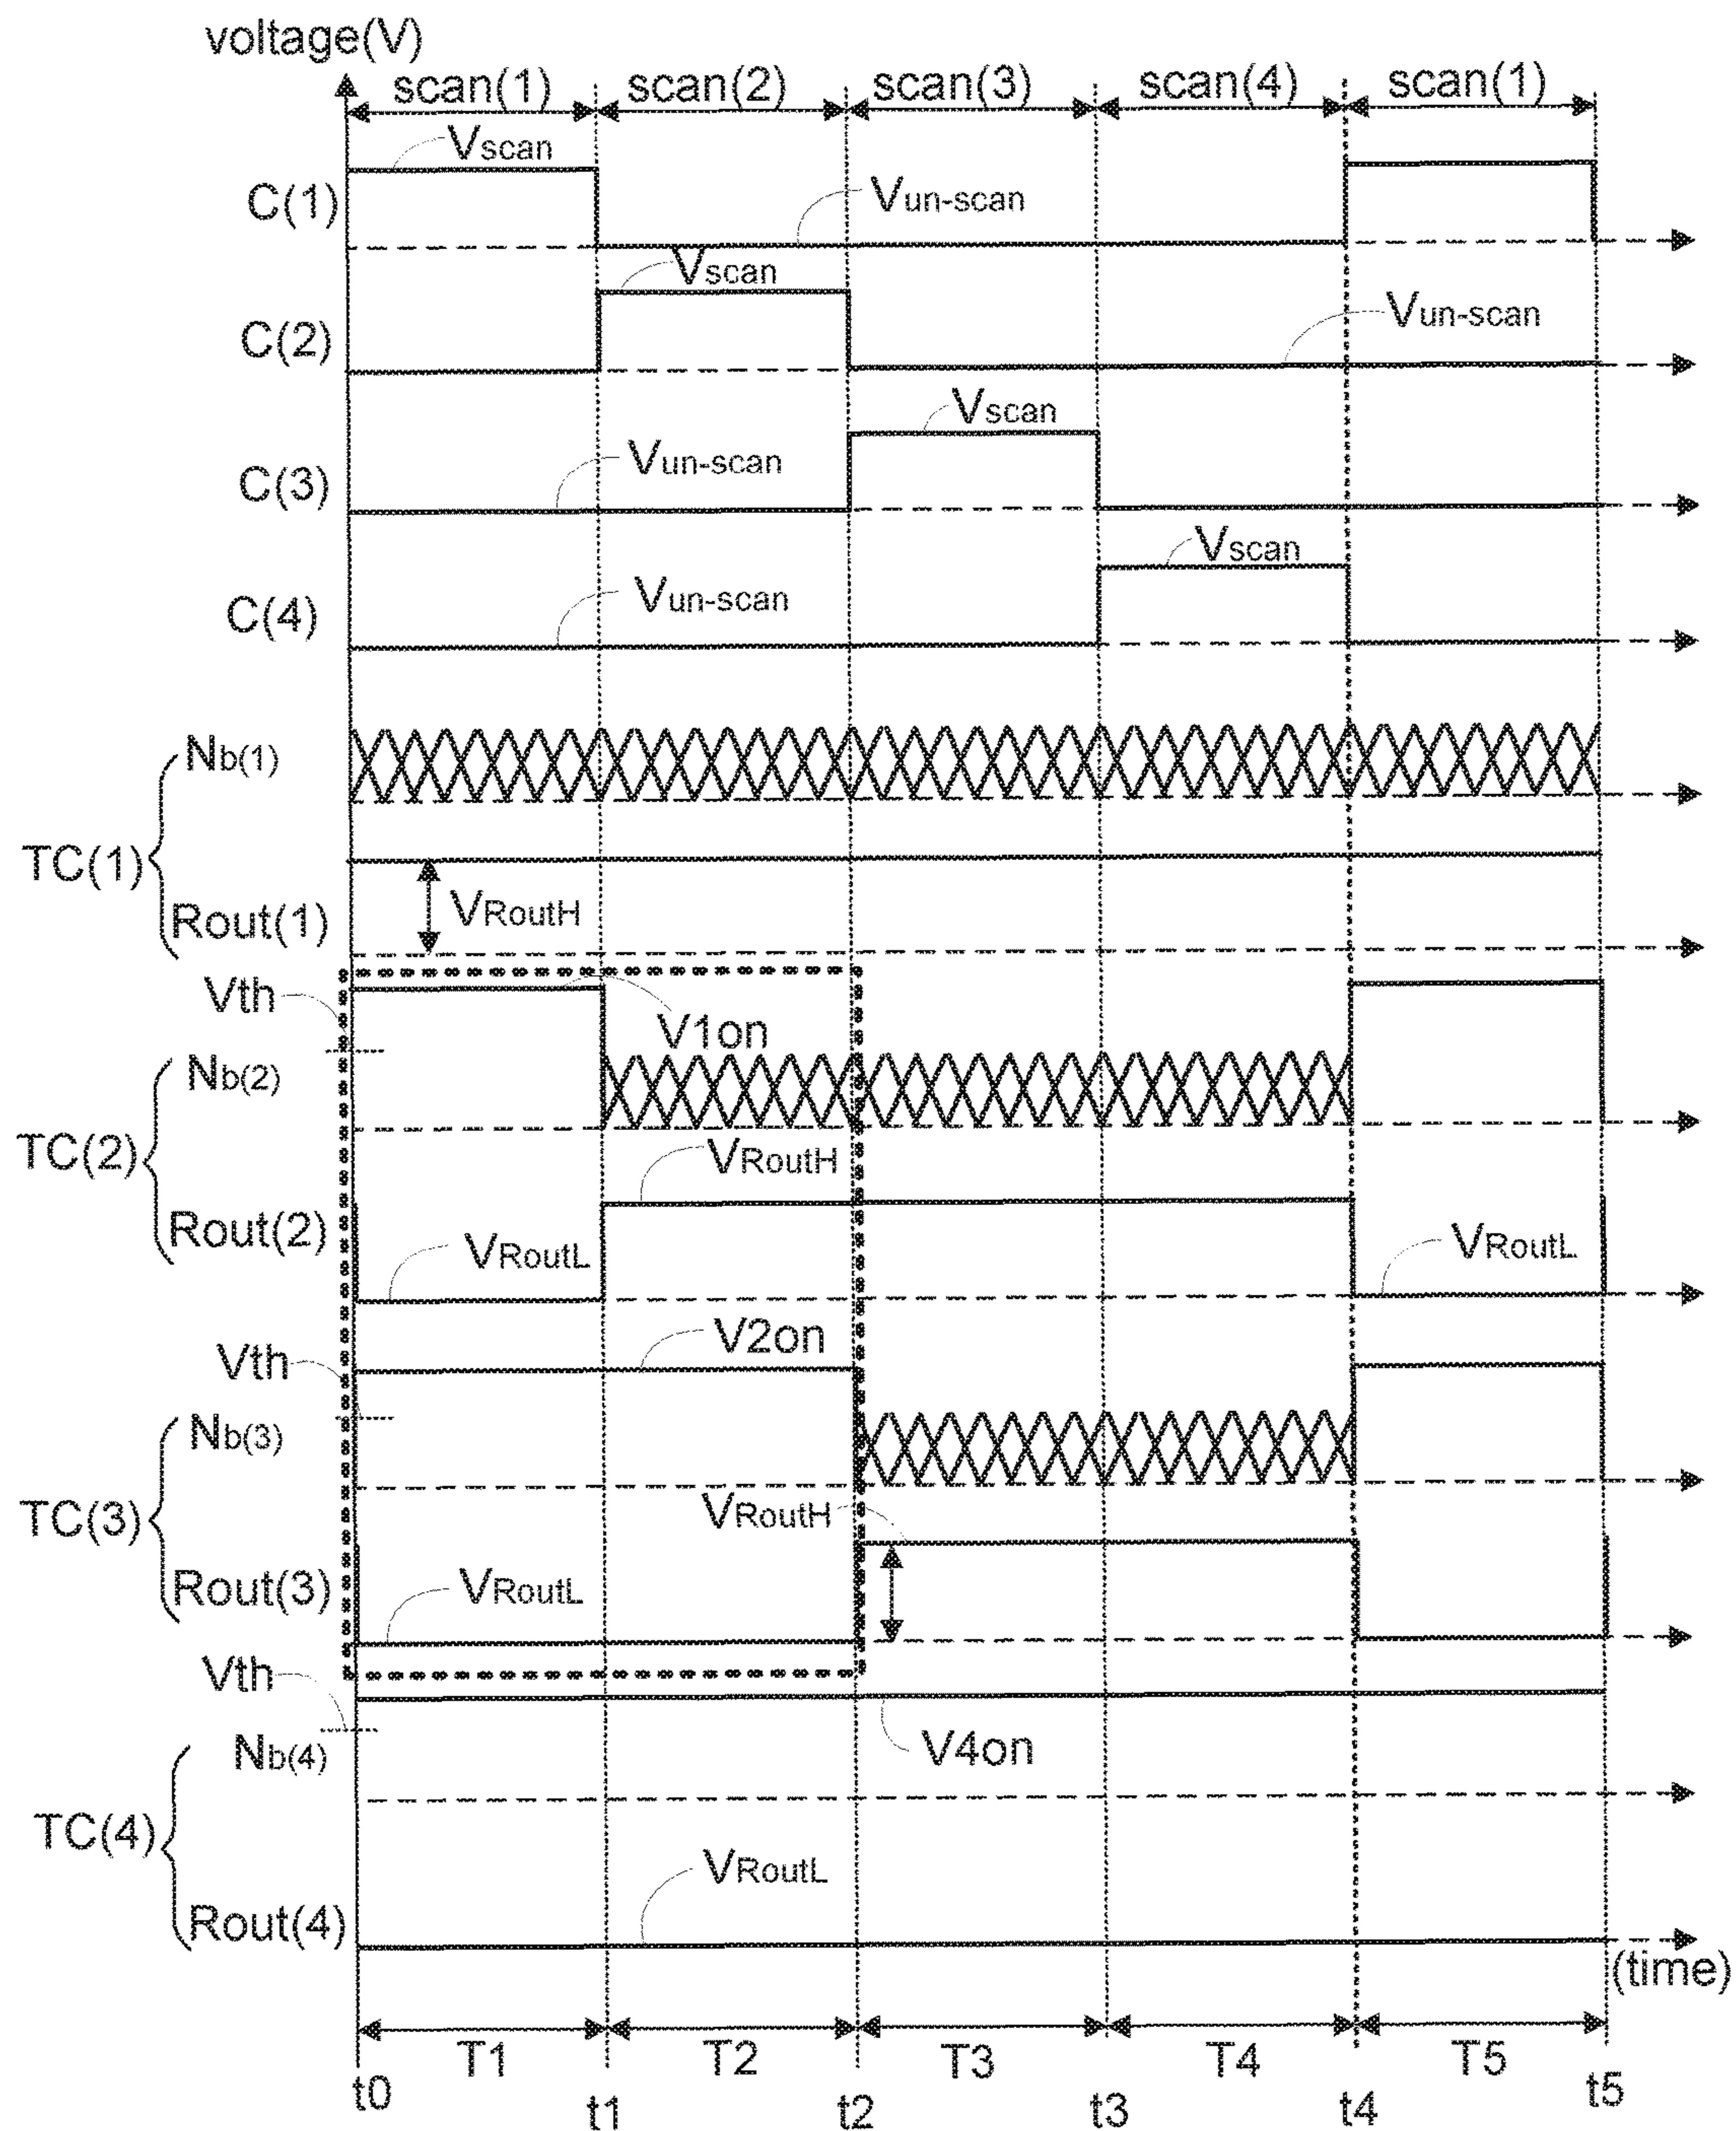 voltage(V)
scan(1) scan(2) scan(3) scan(4) scan(1)
Vscan
C(1) Vun-scan
Vscan
C(2) Vun-scan
Vscan
C(3) Vun-scan
Vscan
C(4) Vun-scan
Nb(1)
TC(1)
Rout(1) VRoutH
Vth
V1on
Nb(2)
TC(2) VRoutH
Rout(2) VRoutL VRoutL
Vth V2on
Nb(3)
TC(3) VRoutH
Rout(3) VRoutL
Vth
Nb(4) V4on
TC(4)
VRoutL
Rout(4)
(time)
T1 T2 T3 T4 T5
t0 t1 t2 t3 t4 t5